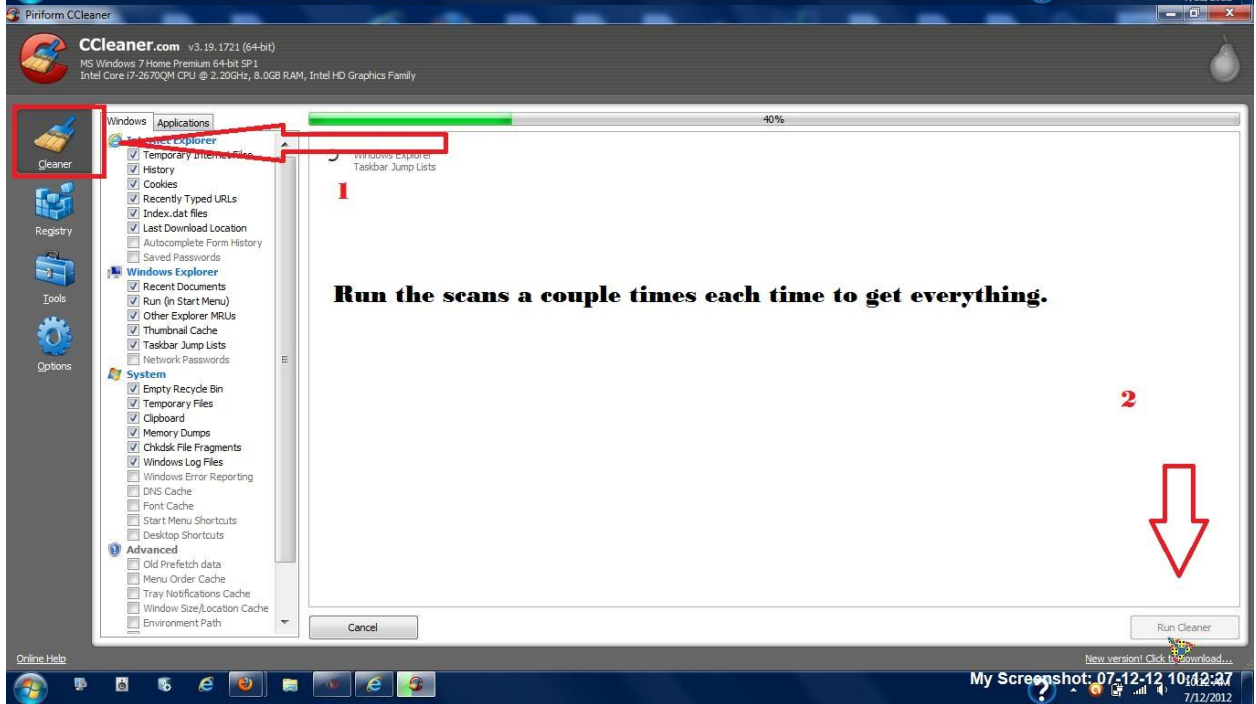 Piriform CCleaner
CCleaner.com v3.19.1721 (64-bit)
MS Windows 7 Home Premium 64-bit SP1
Intel Core i7-2670QM CPU @ 2.20GHz, 8.0GB RAM, Intel HD Graphics Family
Cleaner
Registry
Tools
Options
Windows Applications
Internet Explorer
Temporary Internet Files
History
Cookies
Recently Typed URLs
Index.dat files
Last Download Location
Autocomplete Form History
Saved Passwords
Windows Explorer
Recent Documents
Run (in Start Menu)
Other Explorer MRUs
Thumbnail Cache
Taskbar Jump Lists
Network Passwords
System
Empty Recycle Bin
Temporary Files
Clipboard
Memory Dumps
Chkdsk File Fragments
Windows Log Files
Windows Error Reporting
DNS Cache
Font Cache
Start Menu Shortcuts
Desktop Shortcuts
Advanced
Old Prefetch data
Menu Order Cache
Tray Notifications Cache
Window Size/Location Cache
Environment Path
40%
Windows Explorer
Taskbar Jump Lists
1
Run the scans a couple times each time to get everything.
2
Cancel
Run Cleaner
Online Help
New version! Click to Download...
My Screenshot: 07-12-12 10:12:27
7/12/2012